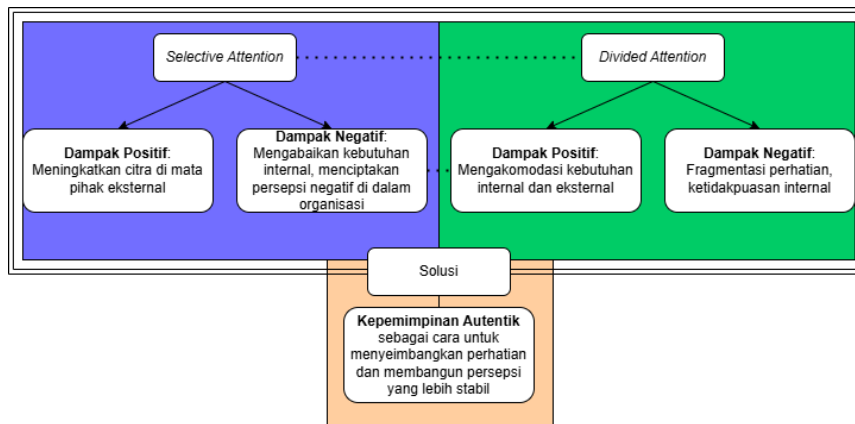 Selective Attention
Divided Attention
Dampak Positif:
Meningkatkan citra di mata
pihak eksternal
Dampak Negatif:
Mengabaikan kebutuhan
internal, menciptakan
persepsi negatif di dalam
organisasi
Dampak Positif:
Mengakomodasi kebutuhan
internal dan eksternal
Dampak Negatif:
Fragmentasi perhatian,
ketidakpuasan internal
Solusi
Kepemimpinan Autentik
sebagai cara untuk
menyeimbangkan perhatian
dan membangun persepsi
yang lebih stabil